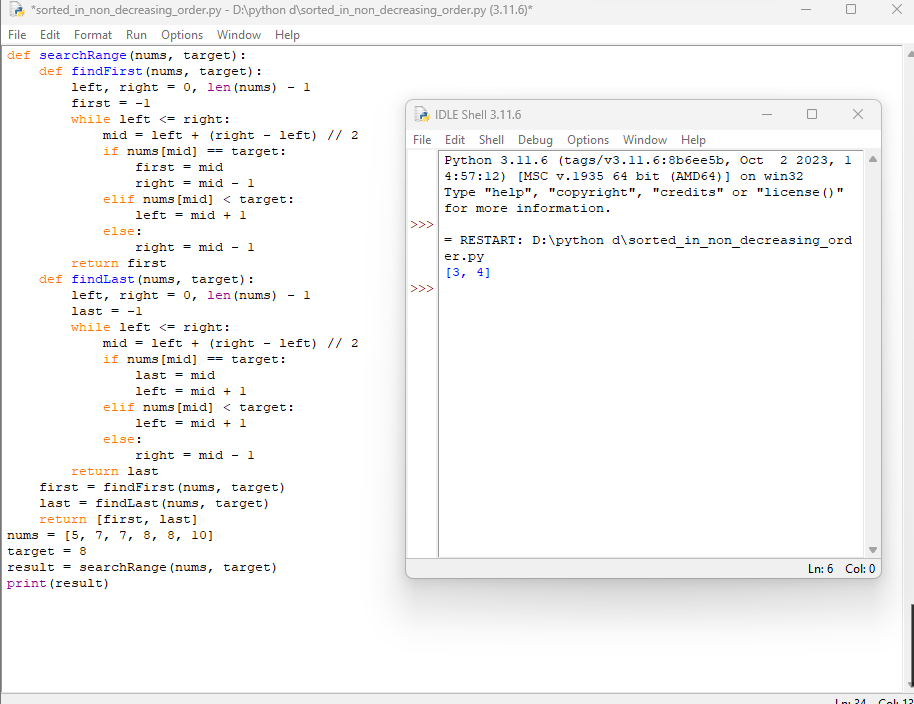 *sorted_in_non_decreasing_order.py - D:\python d\sorted_in_non_decreasing_order.py (3.11.6)*
File Edit Format Run Options Window Help
def searchRange(nums, target):
    def findFirst(nums, target):
        left, right = 0, len(nums) - 1
        first = -1
        while left <= right:
            mid = left + (right - left) // 2
            if nums[mid] == target:
                first = mid
                right = mid - 1
            elif nums[mid] < target:
                left = mid + 1
            else:
                right = mid - 1
        return first
    def findLast(nums, target):
        left, right = 0, len(nums) - 1
        last = -1
        while left <= right:
            mid = left + (right - left) // 2
            if nums[mid] == target:
                last = mid
                left = mid + 1
            elif nums[mid] < target:
                left = mid + 1
            else:
                right = mid - 1
        return last
    first = findFirst(nums, target)
    last = findLast(nums, target)
    return [first, last]
nums = [5, 7, 7, 8, 8, 10]
target = 8
result = searchRange(nums, target)
print(result)
IDLE Shell 3.11.6
File Edit Shell Debug Options Window Help
Python 3.11.6 (tags/v3.11.6:8b6ee5b, Oct  2 2023, 1
4:57:12) [MSC v.1935 64 bit (AMD64)] on win32
Type "help", "copyright", "credits" or "license()"
for more information.
>>>
= RESTART: D:\python d\sorted_in_non_decreasing_ord
er.py
[3, 4]
>>>
Ln: 6 Col: 0